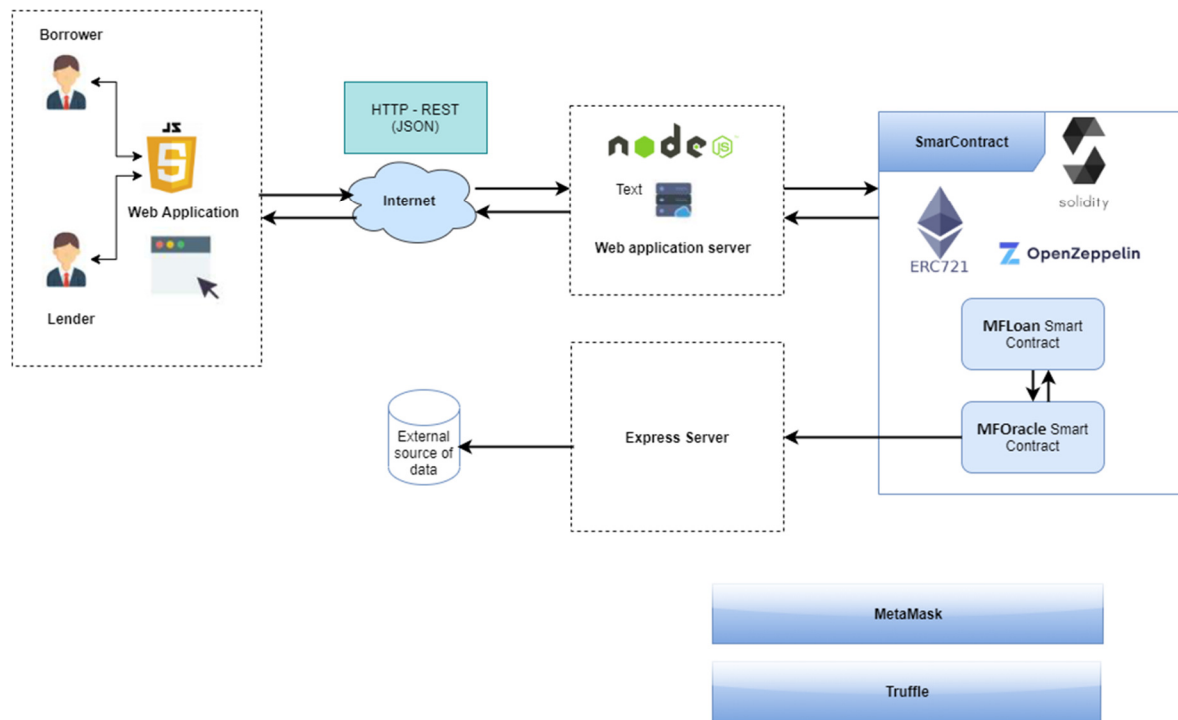 Borrower
JS
Web Application
Lender
HTTP - REST
(JSON)
Internet
node
JS
™
Text
Web application server
SmarContract
solidity
ERC721
OpenZeppelin
MFLoan Smart
Contract
MFOracle Smart
Contract
Express Server
External
source of
data
MetaMask
Truffle